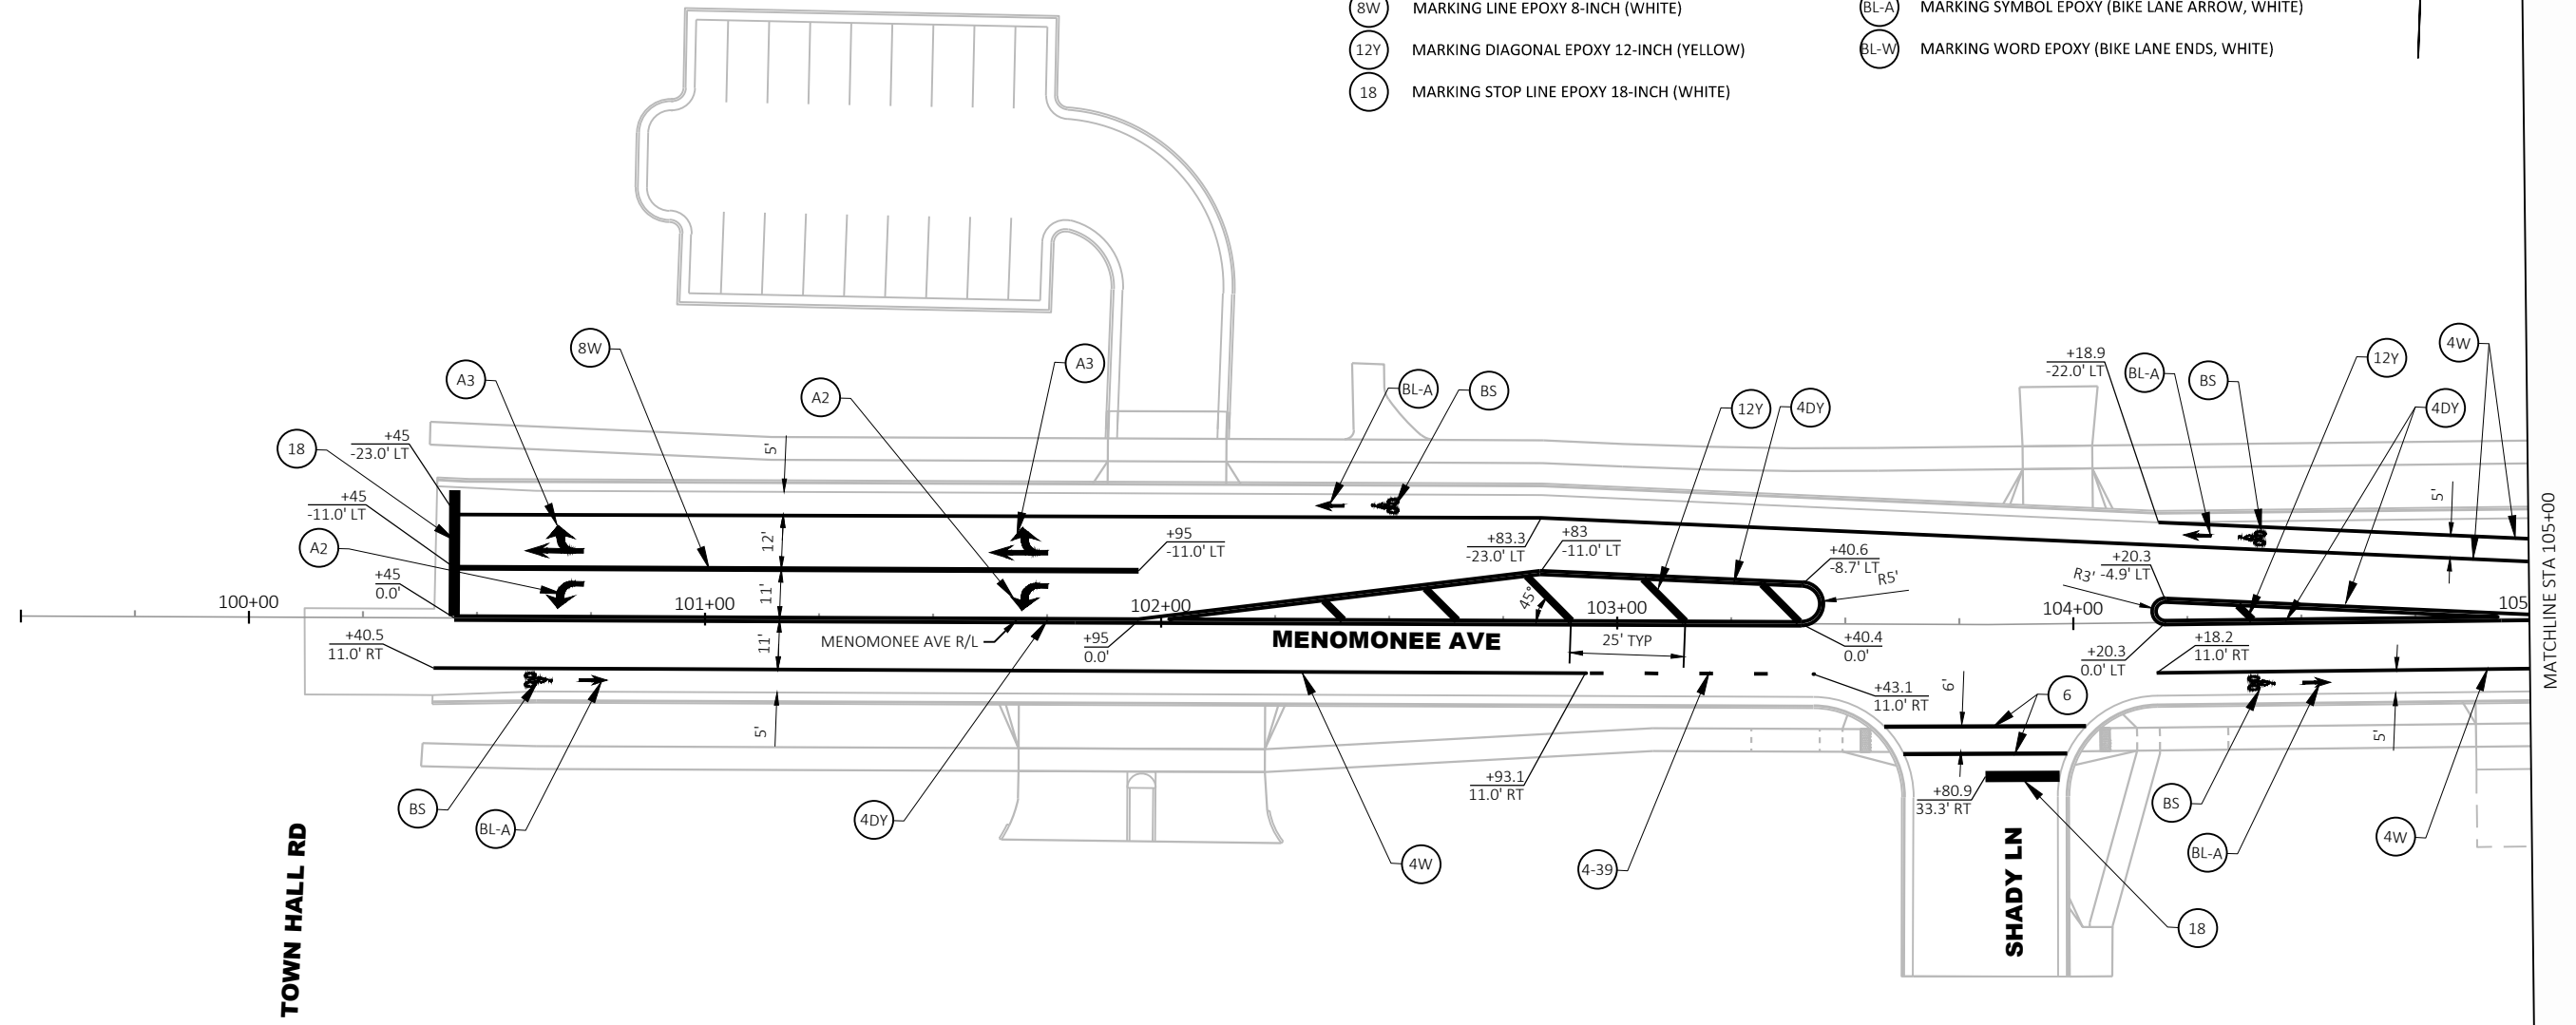 8W MARKING LINE EPOXY 8-INCH (WHITE)
BL-A MARKING SYMBOL EPOXY (BIKE LANE ARROW, WHITE)
12Y MARKING DIAGONAL EPOXY 12-INCH (YELLOW)
BL-W MARKING WORD EPOXY (BIKE LANE ENDS, WHITE)
18 MARKING STOP LINE EPOXY 18-INCH (WHITE)
8W
A3
A2
A3
BL-A
BS
12Y
4DY
+18.9
-22.0' LT
BL-A
BS
12Y
4W
4DY
18
+45
-23.0' LT
5'
+45
-11.0' LT
A2
12'
+95
-11.0' LT
+83.3
-23.0' LT
+83
-11.0' LT
+40.6
-8.7' LT
R5'
+20.3
-4.9' LT
R3'
5'
+45
0.0'
11'
45°
100+00
101+00
102+00
103+00
104+00
105
MATCHLINE STA 105+00
+40.5
11.0' RT
11'
MENOMONEE AVE R/L
+95
0.0'
MENOMONEE AVE
25' TYP
+40.4
0.0'
+20.3
0.0' LT
+18.2
11.0' RT
+43.1
11.0' RT
6'
6
5'
5'
+93.1
11.0' RT
+80.9
33.3' RT
BS
BL-A
4DY
4W
4-39
BS
BL-A
4W
18
TOWN HALL RD
SHADY LN